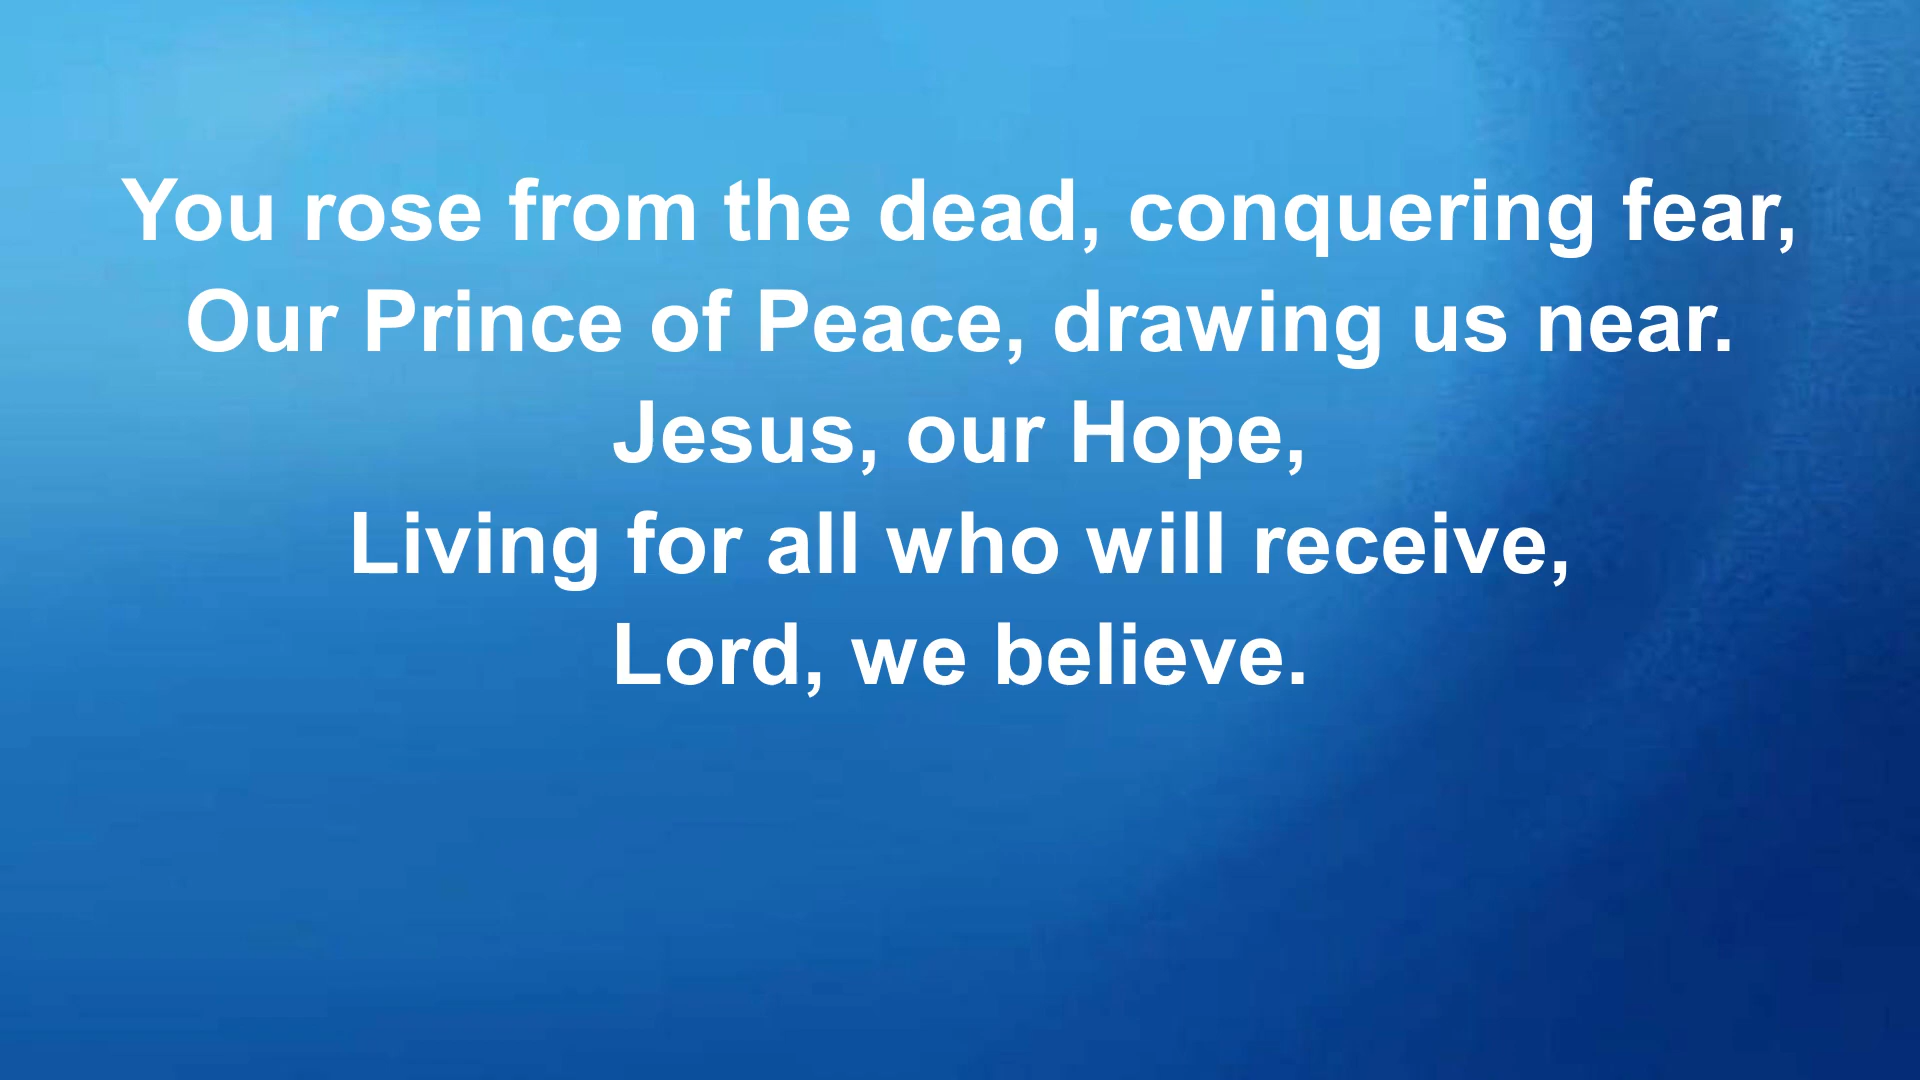 You rose from the dead, conquering fear,
Our Prince of Peace, drawing us near.
Jesus, our Hope,
Living for all who will receive,
Lord, we believe.